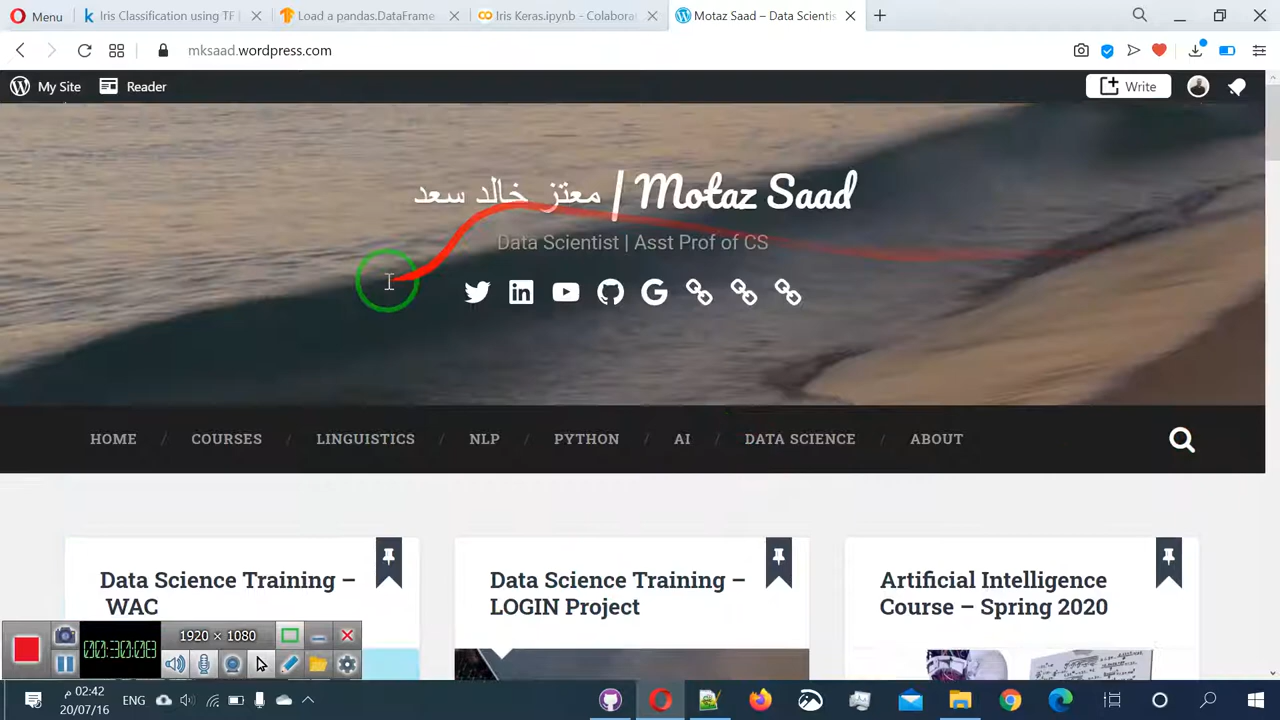 Menu
Iris Classification using TF
Load a pandas.DataFrame
Iris Keras.ipynb - Colabora
Motaz Saad – Data Scientis
mksaad.wordpress.com
My Site
Reader
Write
معتز خالد سعد | Motaz Saad
Data Scientist | Asst Prof of CS
HOME / COURSES / LINGUISTICS / NLP / PYTHON / AI / DATA SCIENCE / ABOUT
Data Science Training –
WAC
Data Science Training –
LOGIN Project
Artificial Intelligence
Course – Spring 2020
1920 × 1080
00:30:08
02:42 م
20/07/16
ENG